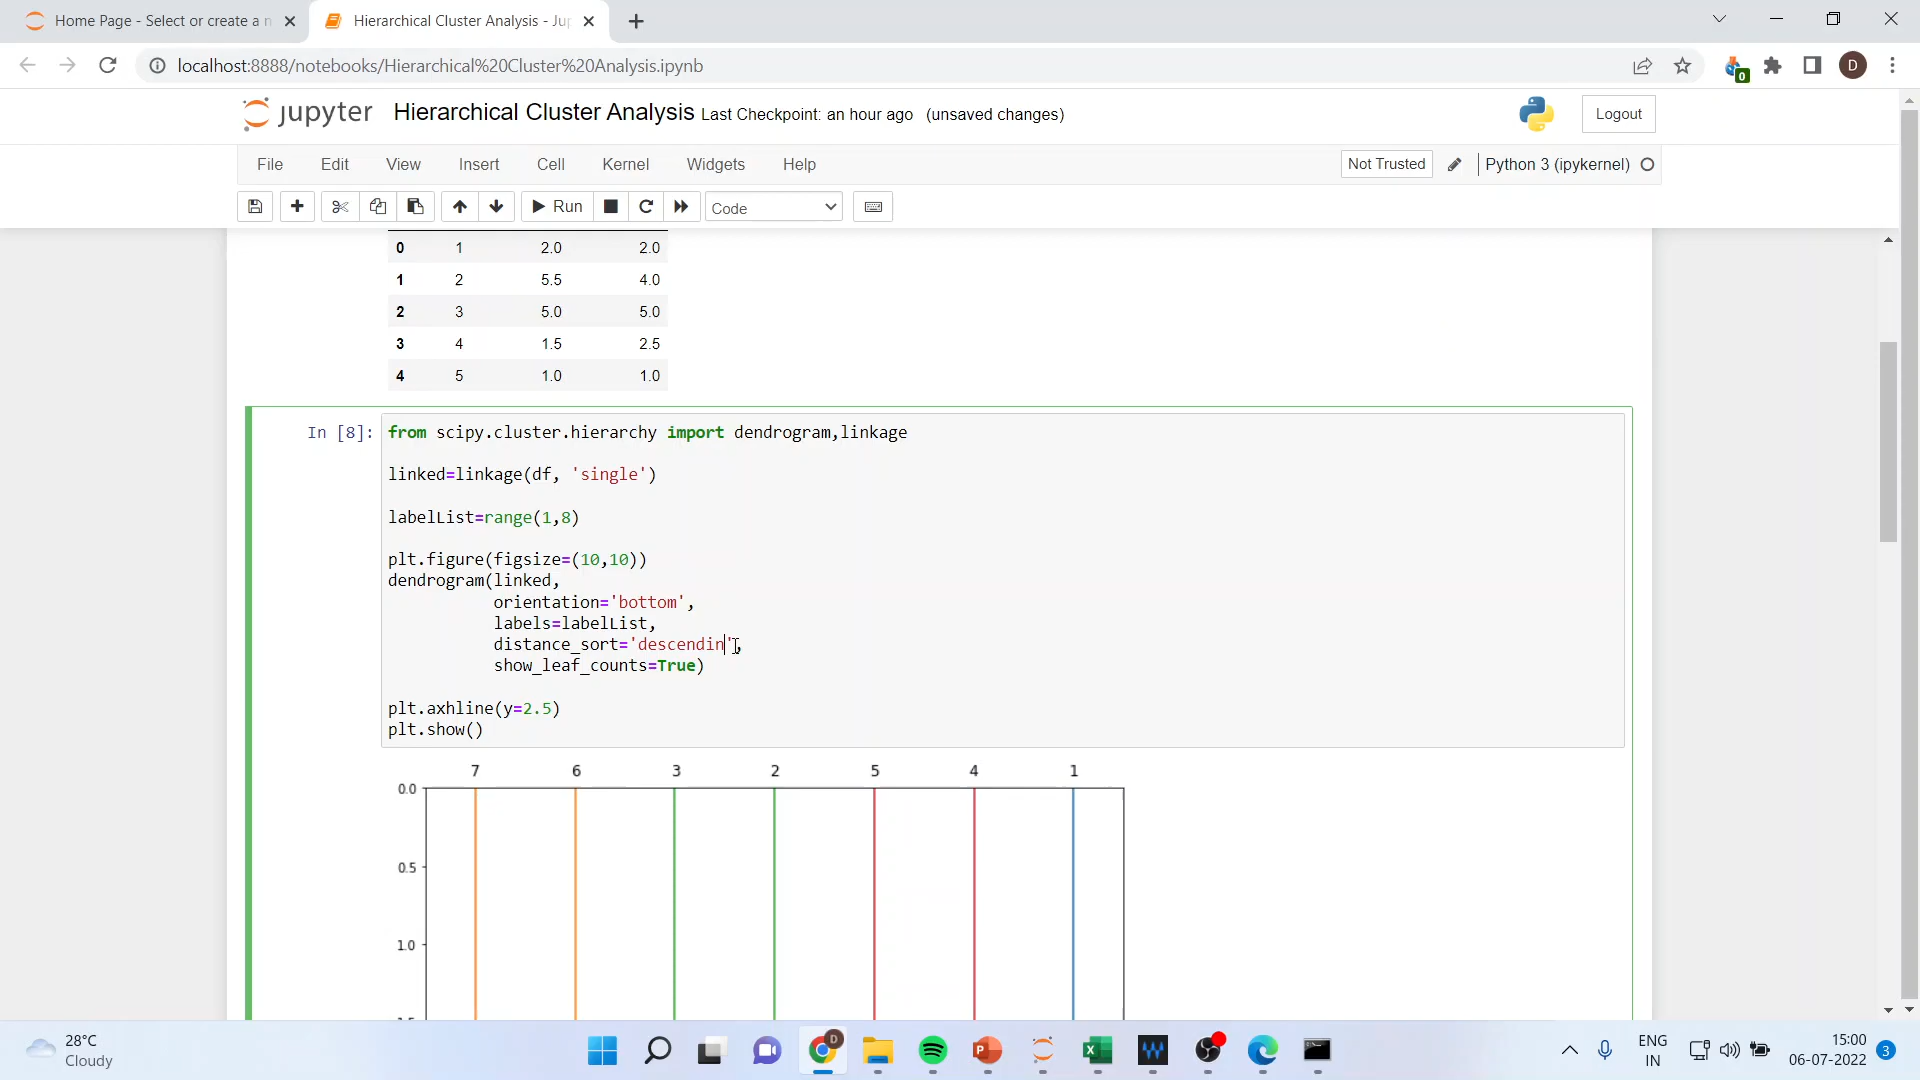 Home Page - Select or create a n
Hierarchical Cluster Analysis - Jup
localhost:8888/notebooks/Hierarchical%20Cluster%20Analysis.ipynb
0
D
jupyter Hierarchical Cluster Analysis Last Checkpoint: an hour ago (unsaved changes)
Logout
File Edit View Insert Cell Kernel Widgets Help
Not Trusted
Python 3 (ipykernel)
Run
Code
0 1 2.0 2.0
1 2 5.5 4.0
2 3 5.0 5.0
3 4 1.5 2.5
4 5 1.0 1.0
In [8]: from scipy.cluster.hierarchy import dendrogram,linkage
linked=linkage(df, 'single')
labelList=range(1,8)
plt.figure(figsize=(10,10))
dendrogram(linked,
orientation='bottom',
labels=labelList,
distance_sort='descendin',
show_leaf_counts=True)
plt.axhline(y=2.5)
plt.show()
7 6 3 2 5 4 1
0.0
0.5
1.0
28°C
Cloudy
D
ENG
IN
15:00
06-07-2022
3